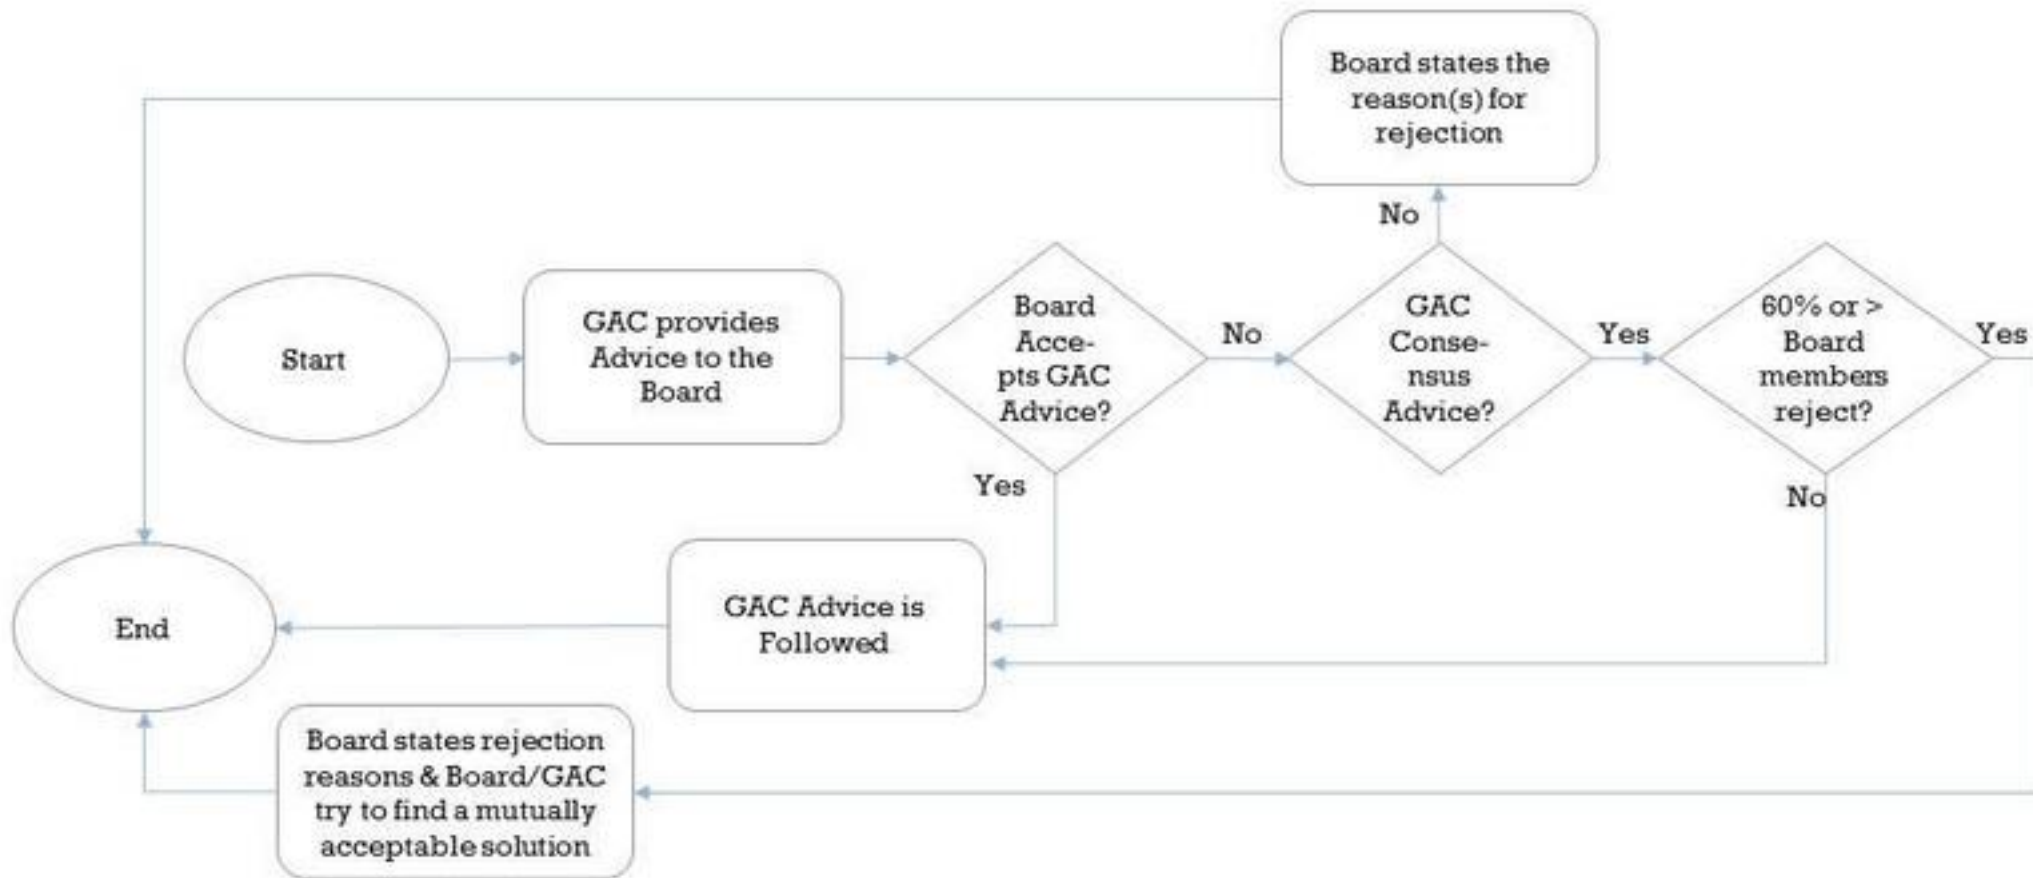 Board states the
reason(s) for
rejection
No
Start
GAC provides
Advice to the
Board
Board
Acce-
pts GAC
Advice?
No
GAC
Conse-
nsus
Advice?
Yes
60% or >
Board
members
reject?
Yes
Yes
No
End
GAC Advice is
Followed
Board states rejection
reasons & Board/GAC
try to find a mutually
acceptable solution